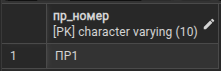 пр_номер
[PK] character varying (10)
1 ПР1